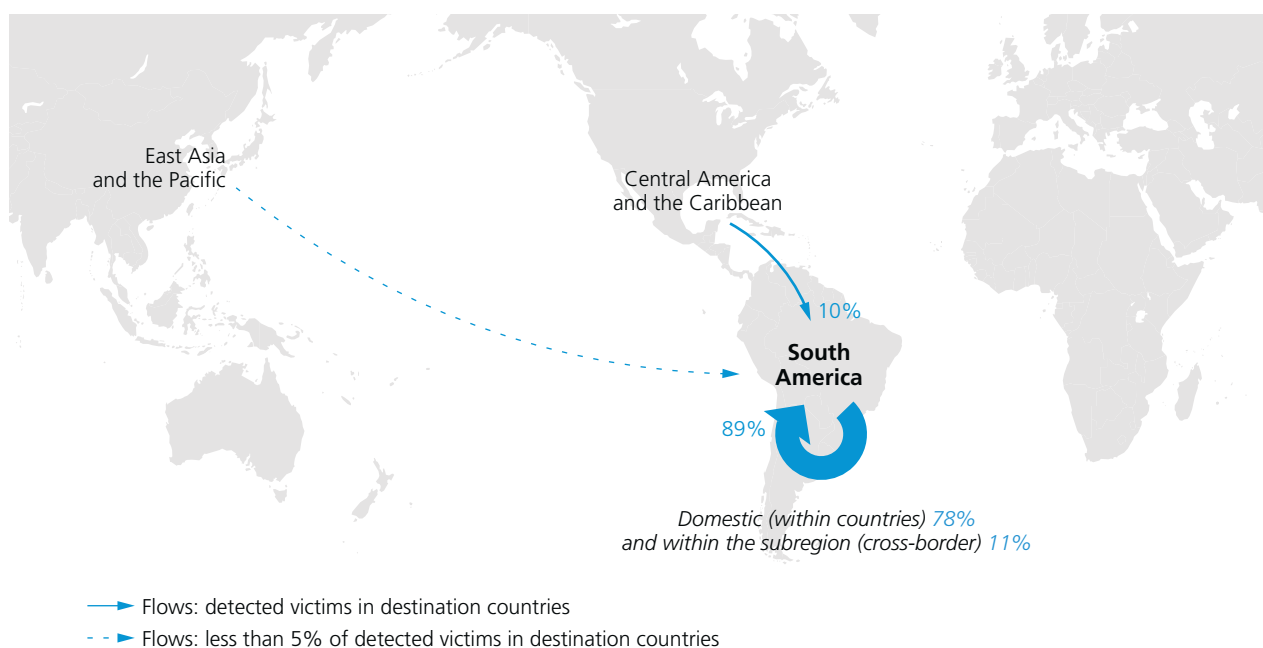 East Asia
and the Pacific
Central America
and the Caribbean
10%
South
America
89%
Domestic (within countries) 78%
and within the subregion (cross-border) 11%
Flows: detected victims in destination countries
Flows: less than 5% of detected victims in destination countries